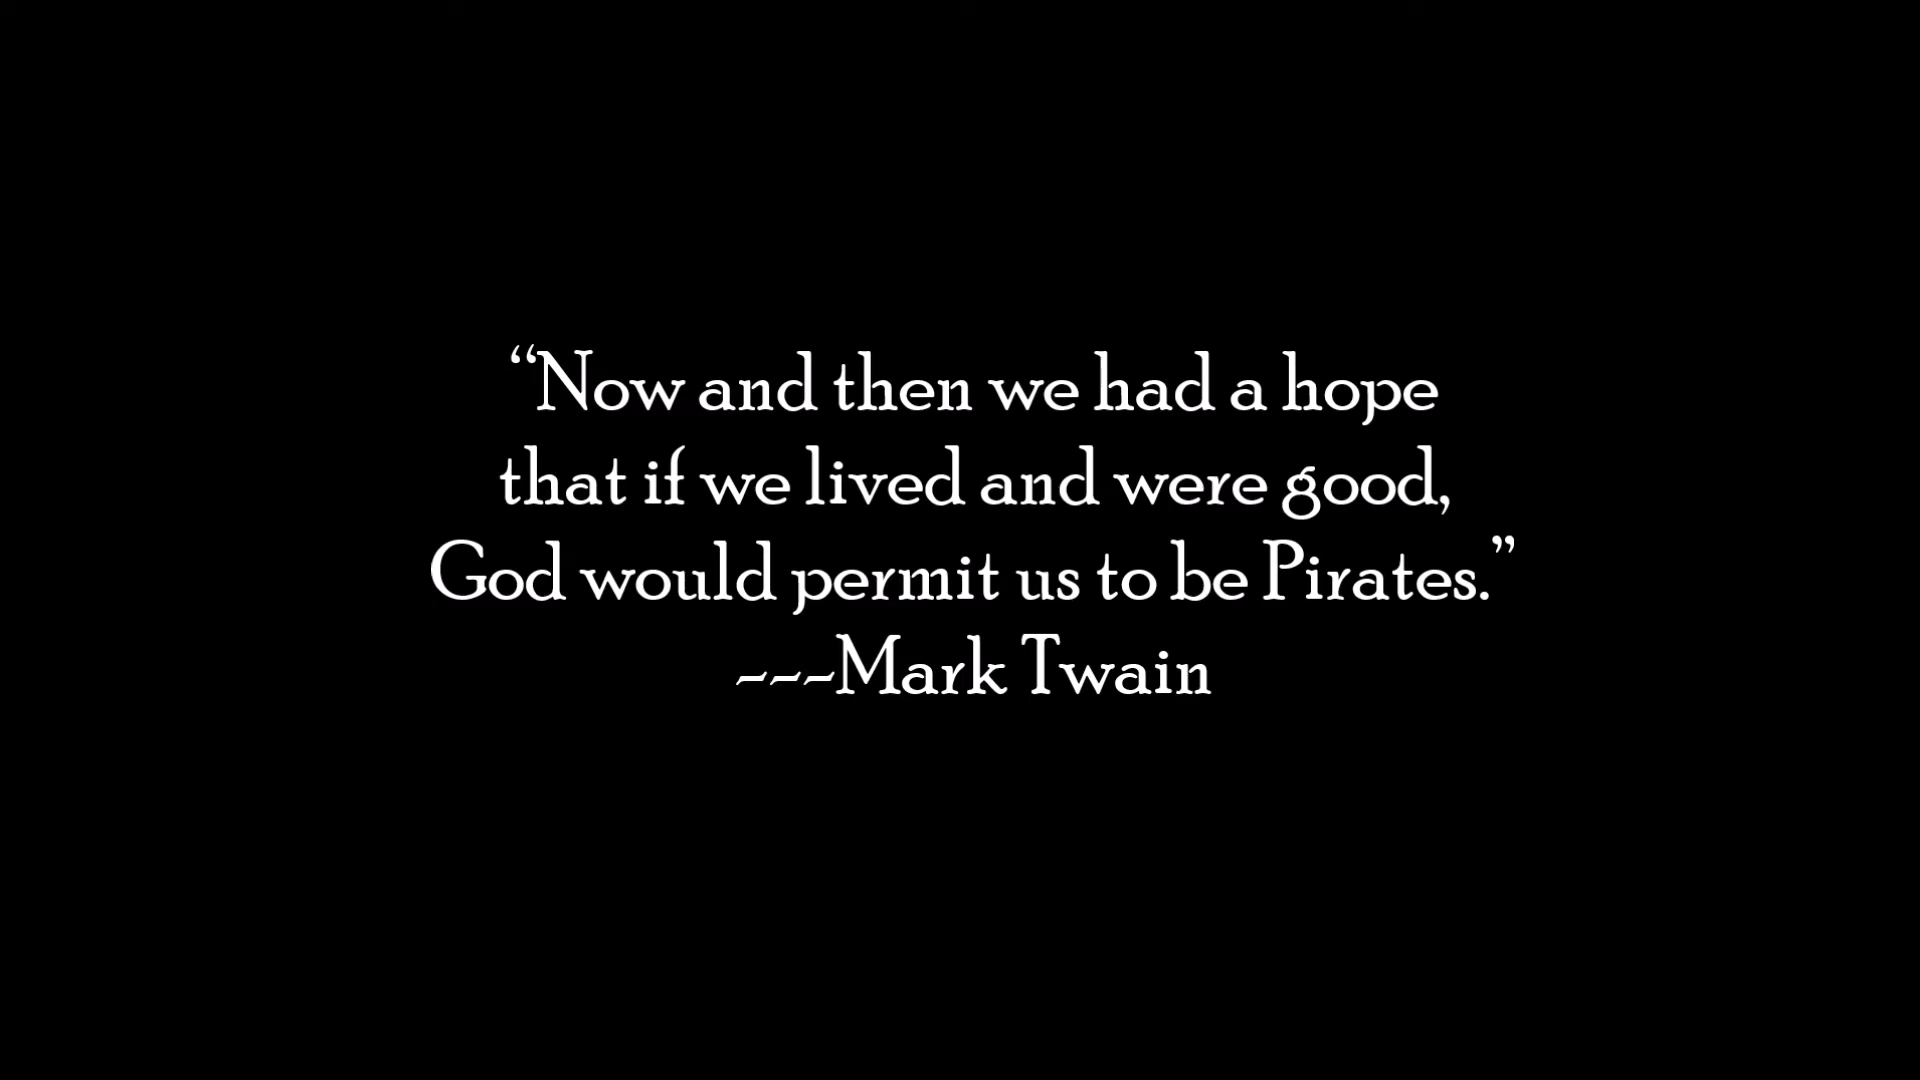 “Now and then we had a hope
that if we lived and were good,
God would permit us to be Pirates.”
---Mark Twain